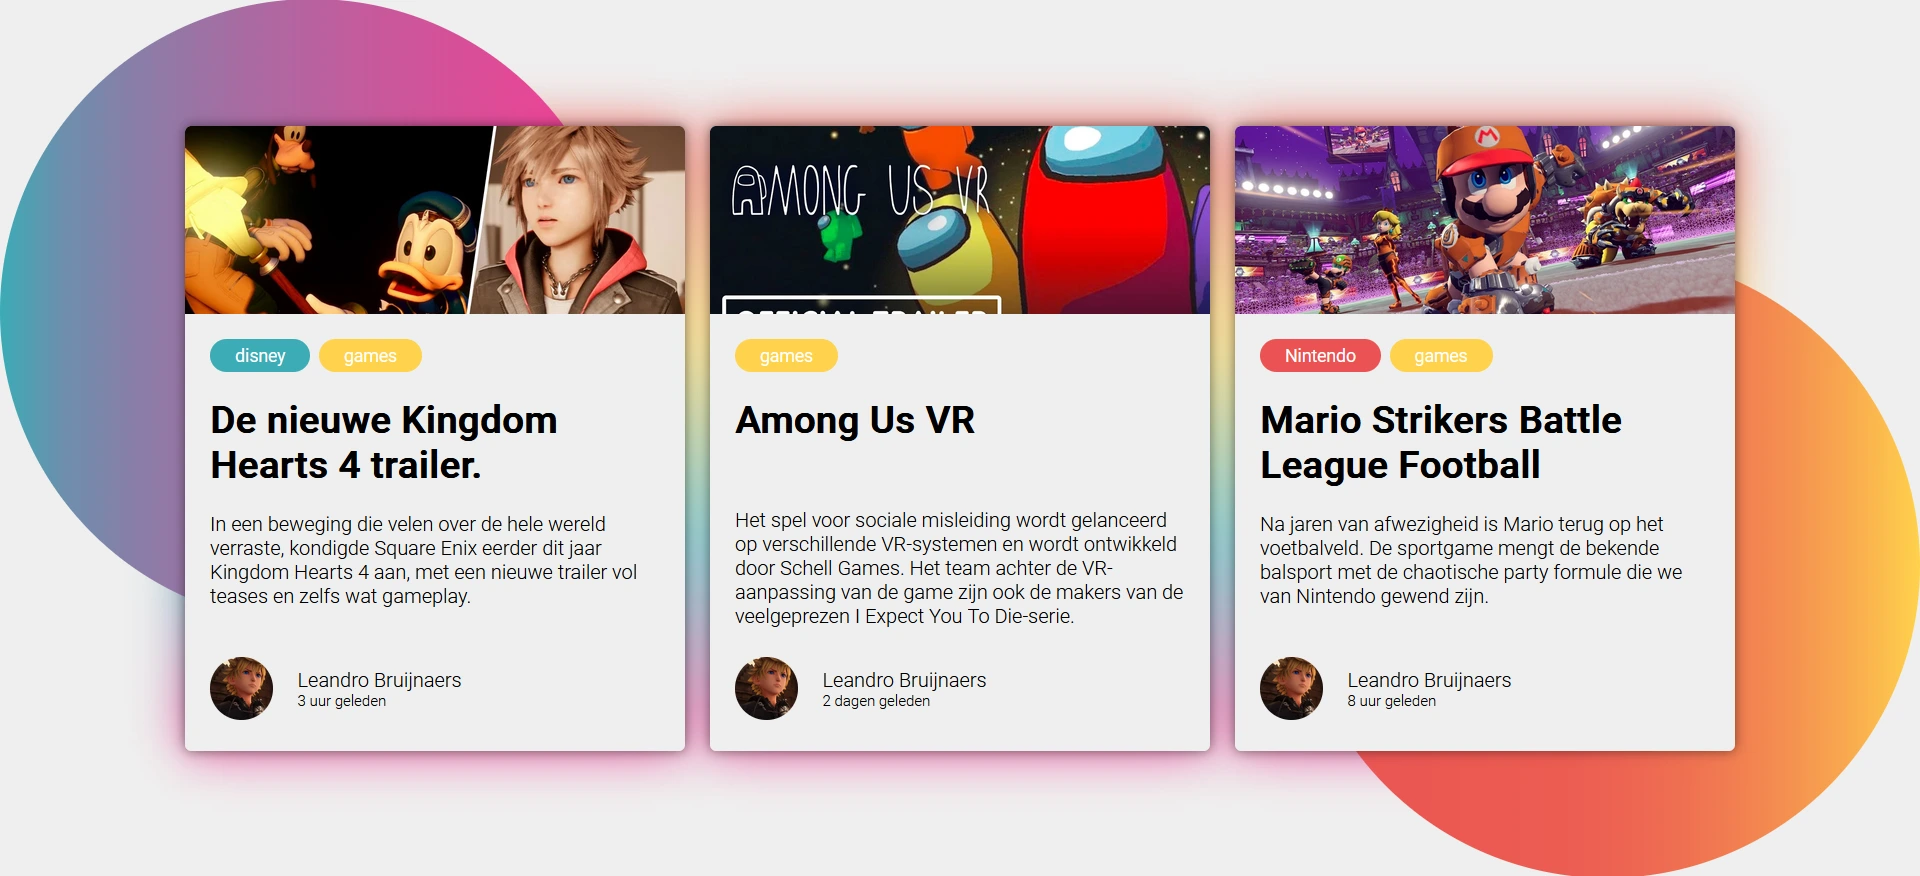 AMONG US VR
OFFICIAL TRAILER
M
disney games
De nieuwe Kingdom
Hearts 4 trailer.
In een beweging die velen over de hele wereld
verraste, kondigde Square Enix eerder dit jaar
Kingdom Hearts 4 aan, met een nieuwe trailer vol
teases en zelfs wat gameplay.
Leandro Bruijnaers
3 uur geleden
games
Among Us VR
Het spel voor sociale misleiding wordt gelanceerd
op verschillende VR-systemen en wordt ontwikkeld
door Schell Games. Het team achter de VR-
aanpassing van de game zijn ook de makers van de
veelgeprezen I Expect You To Die-serie.
Leandro Bruijnaers
2 dagen geleden
Nintendo games
Mario Strikers Battle
League Football
Na jaren van afwezigheid is Mario terug op het
voetbalveld. De sportgame mengt de bekende
balsport met de chaotische party formule die we
van Nintendo gewend zijn.
Leandro Bruijnaers
8 uur geleden